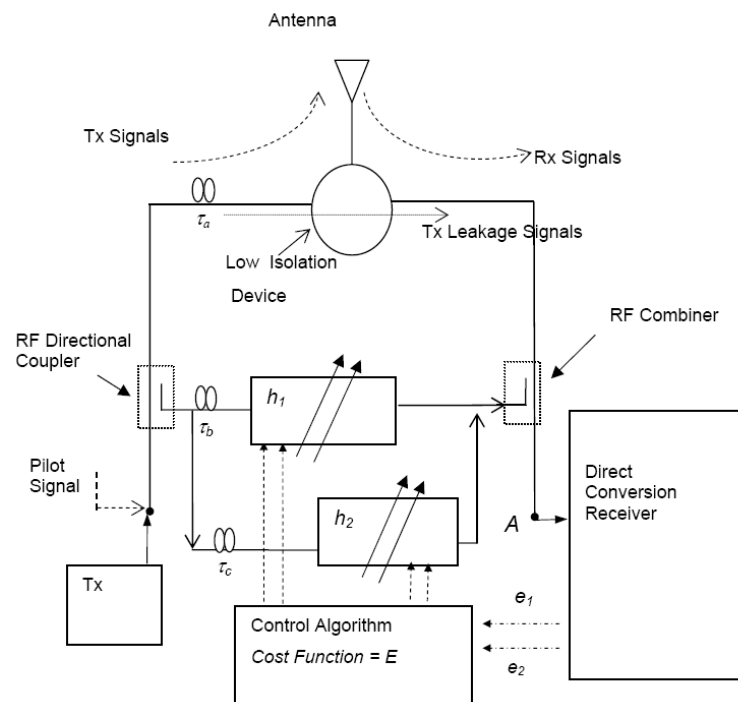 Antenna
Tx Signals
Rx Signals
τa
Tx Leakage Signals
Low Isolation
Device
RF Directional
Coupler
RF Combiner
h1
τb
Pilot
Signal
Direct
Conversion
Receiver
h2
A
τc
Tx
e1
Control Algorithm
Cost Function = E
e2